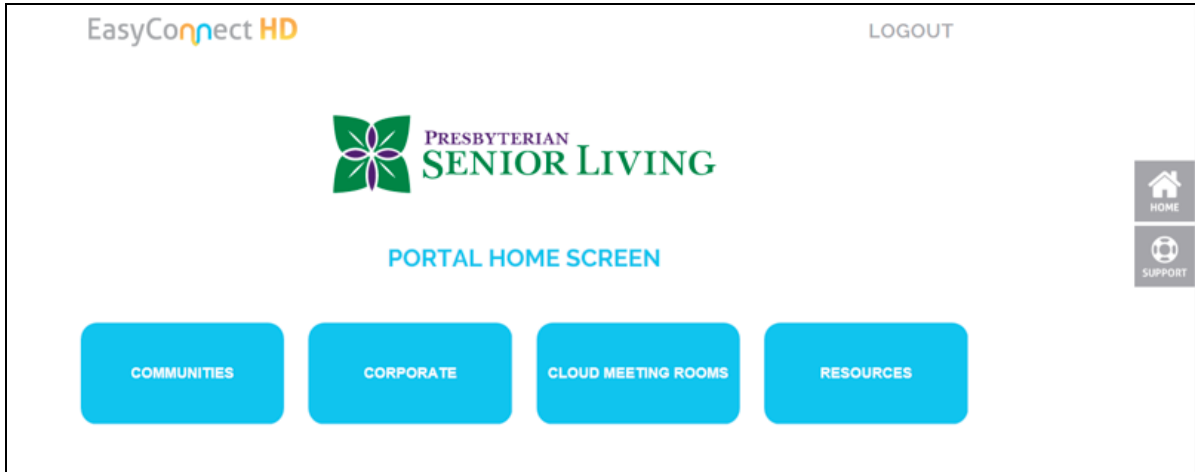 EasyConnect HD
LOGOUT
PRESBYTERIAN
SENIOR LIVING
HOME
PORTAL HOME SCREEN
SUPPORT
COMMUNITIES
CORPORATE
CLOUD MEETING ROOMS
RESOURCES